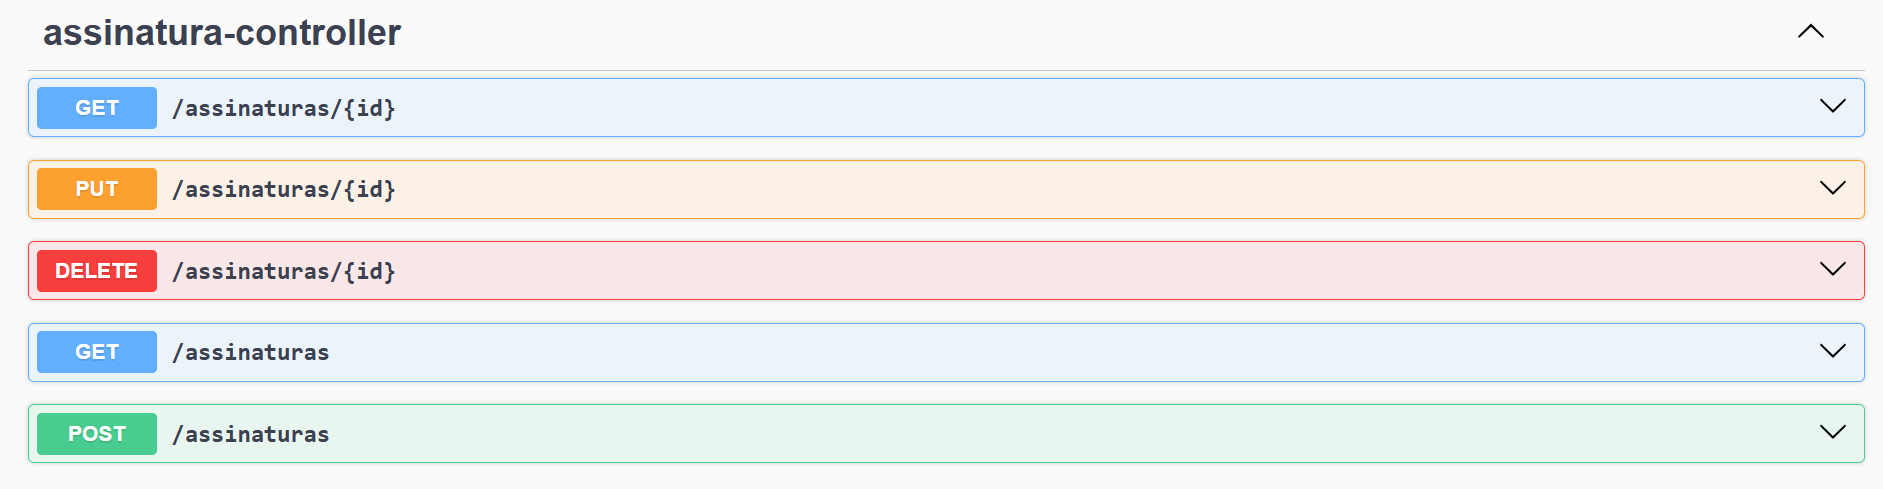 assinatura-controller
GET /assinaturas/{id}
PUT /assinaturas/{id}
DELETE /assinaturas/{id}
GET /assinaturas
POST /assinaturas